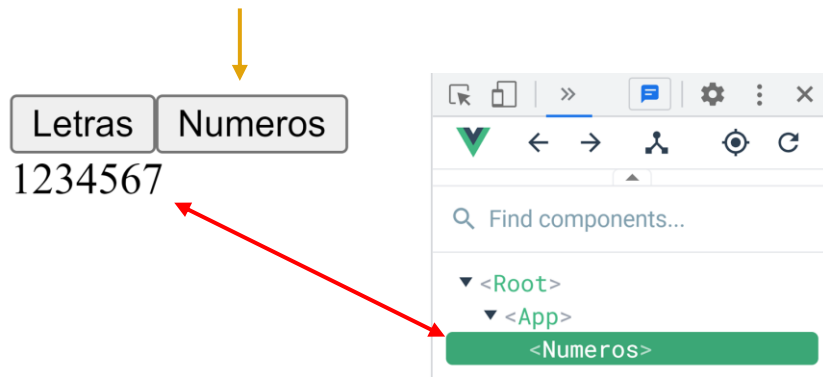 Letras Numeros
1234567
Find components...
<Root>
<App>
<Numeros>